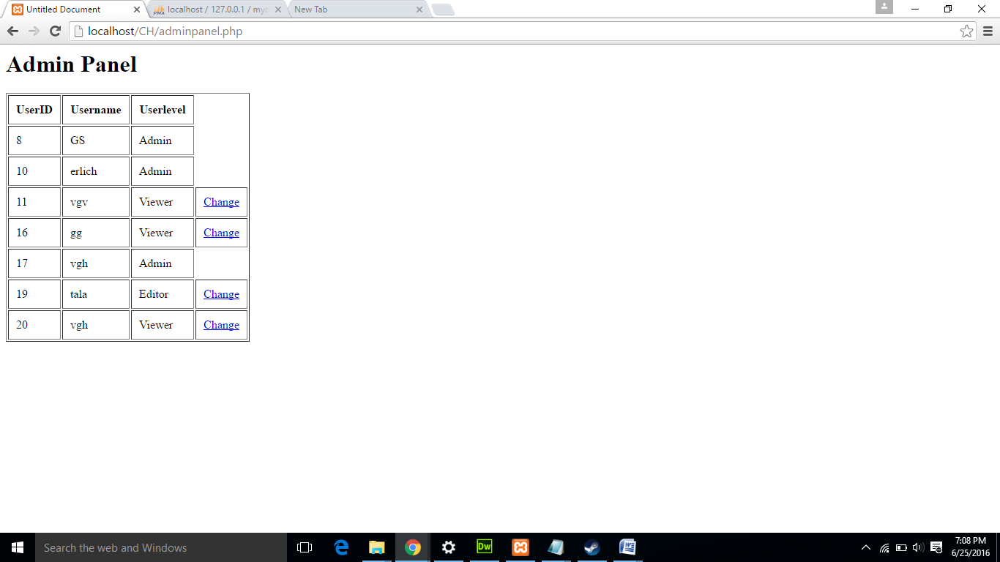 Untitled Document
localhost / 127.0.0.1 / my
New Tab
localhost/CH/adminpanel.php
Admin Panel
UserID Username Userlevel
8 GS Admin
10 erlich Admin
11 vgv Viewer Change
16 gg Viewer Change
17 vgh Admin
19 tala Editor Change
20 vgh Viewer Change
Search the web and Windows
Dw
7:08 PM
6/25/2016